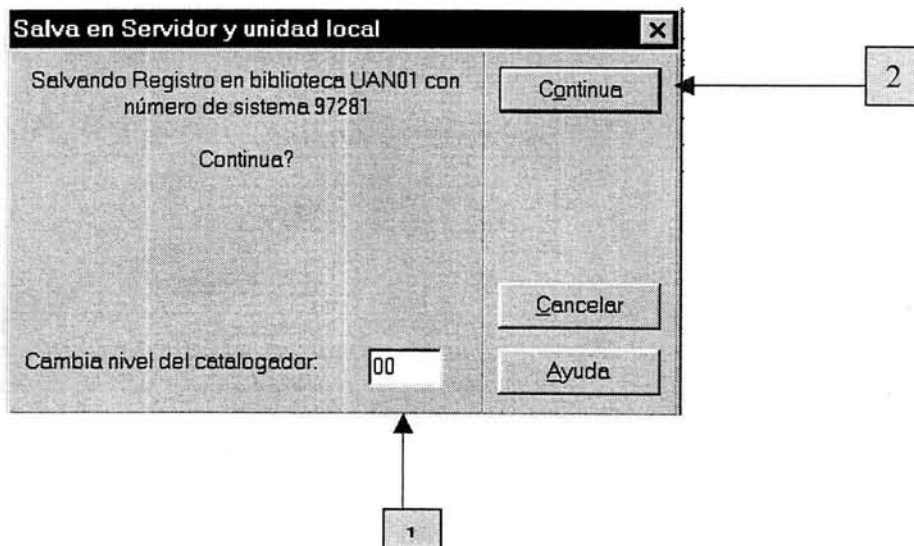 Salva en Servidor y unidad local
Salvando Registro en biblioteca UAN01 con
número de sistema 97281
Continua?
Continua
2
Cancelar
Cambia nivel del catalogador:
00
Ayuda
1